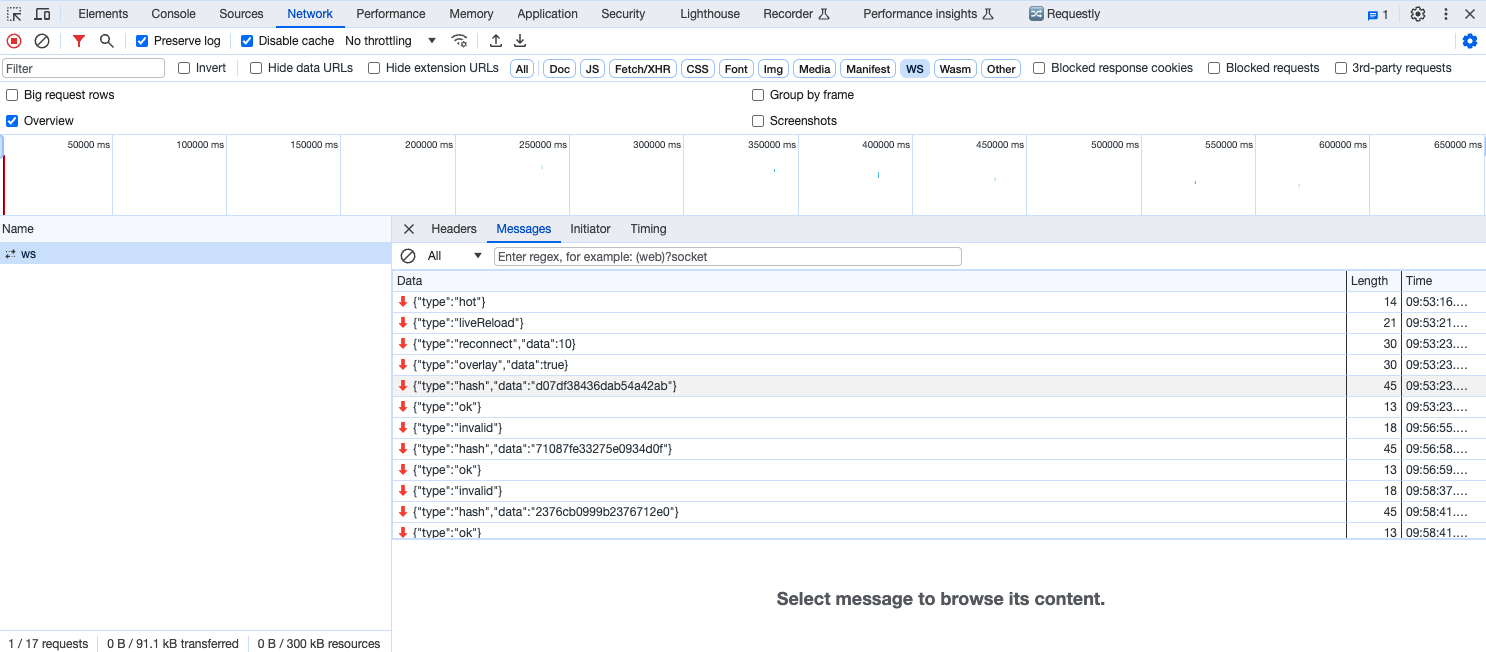 Elements Console Sources Network Performance Memory Application Security Lighthouse Recorder Performance insights Requestly 1
Preserve log Disable cache No throttling
Filter Invert Hide data URLs Hide extension URLs All Doc JS Fetch/XHR CSS Font Img Media Manifest WS Wasm Other Blocked response cookies Blocked requests 3rd-party requests
Big request rows Group by frame
Overview Screenshots
50000 ms 100000 ms 150000 ms 200000 ms 250000 ms 300000 ms 350000 ms 400000 ms 450000 ms 500000 ms 550000 ms 600000 ms 650000 ms
Name Headers Messages Initiator Timing
ws All Enter regex, for example: (web)?socket
Data Length Time
{"type":"hot"} 14 09:53:16....
{"type":"liveReload"} 21 09:53:21....
{"type":"reconnect","data":10} 30 09:53:23....
{"type":"overlay","data":true} 30 09:53:23....
{"type":"hash","data":"d07df38436dab54a42ab"} 45 09:53:23....
{"type":"ok"} 13 09:53:23....
{"type":"invalid"} 18 09:56:55....
{"type":"hash","data":"71087fe33275e0934d0f"} 45 09:56:58....
{"type":"ok"} 13 09:56:59....
{"type":"invalid"} 18 09:58:37....
{"type":"hash","data":"2376cb0999b2376712e0"} 45 09:58:41....
{"type":"ok"} 13 09:58:41....
Select message to browse its content.
1 / 17 requests 0 B / 91.1 kB transferred 0 B / 300 kB resources